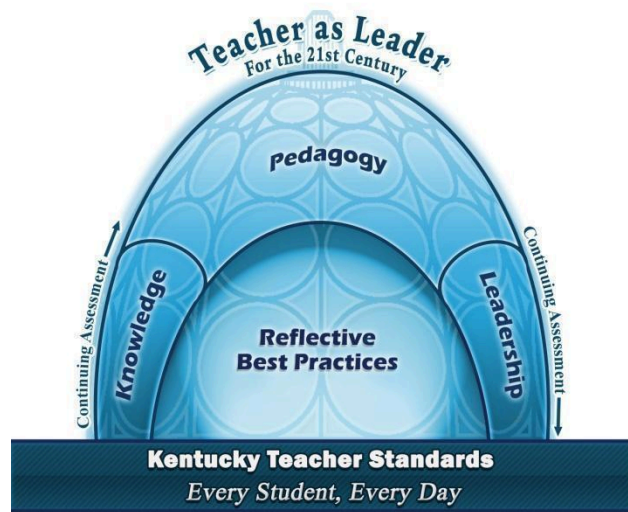 Teacher as Leader
For the 21st Century
Pedagogy
Continuing Assessment
Knowledge
Reflective
Best Practices
Leadership
Continuing Assessment
Kentucky Teacher Standards
Every Student, Every Day